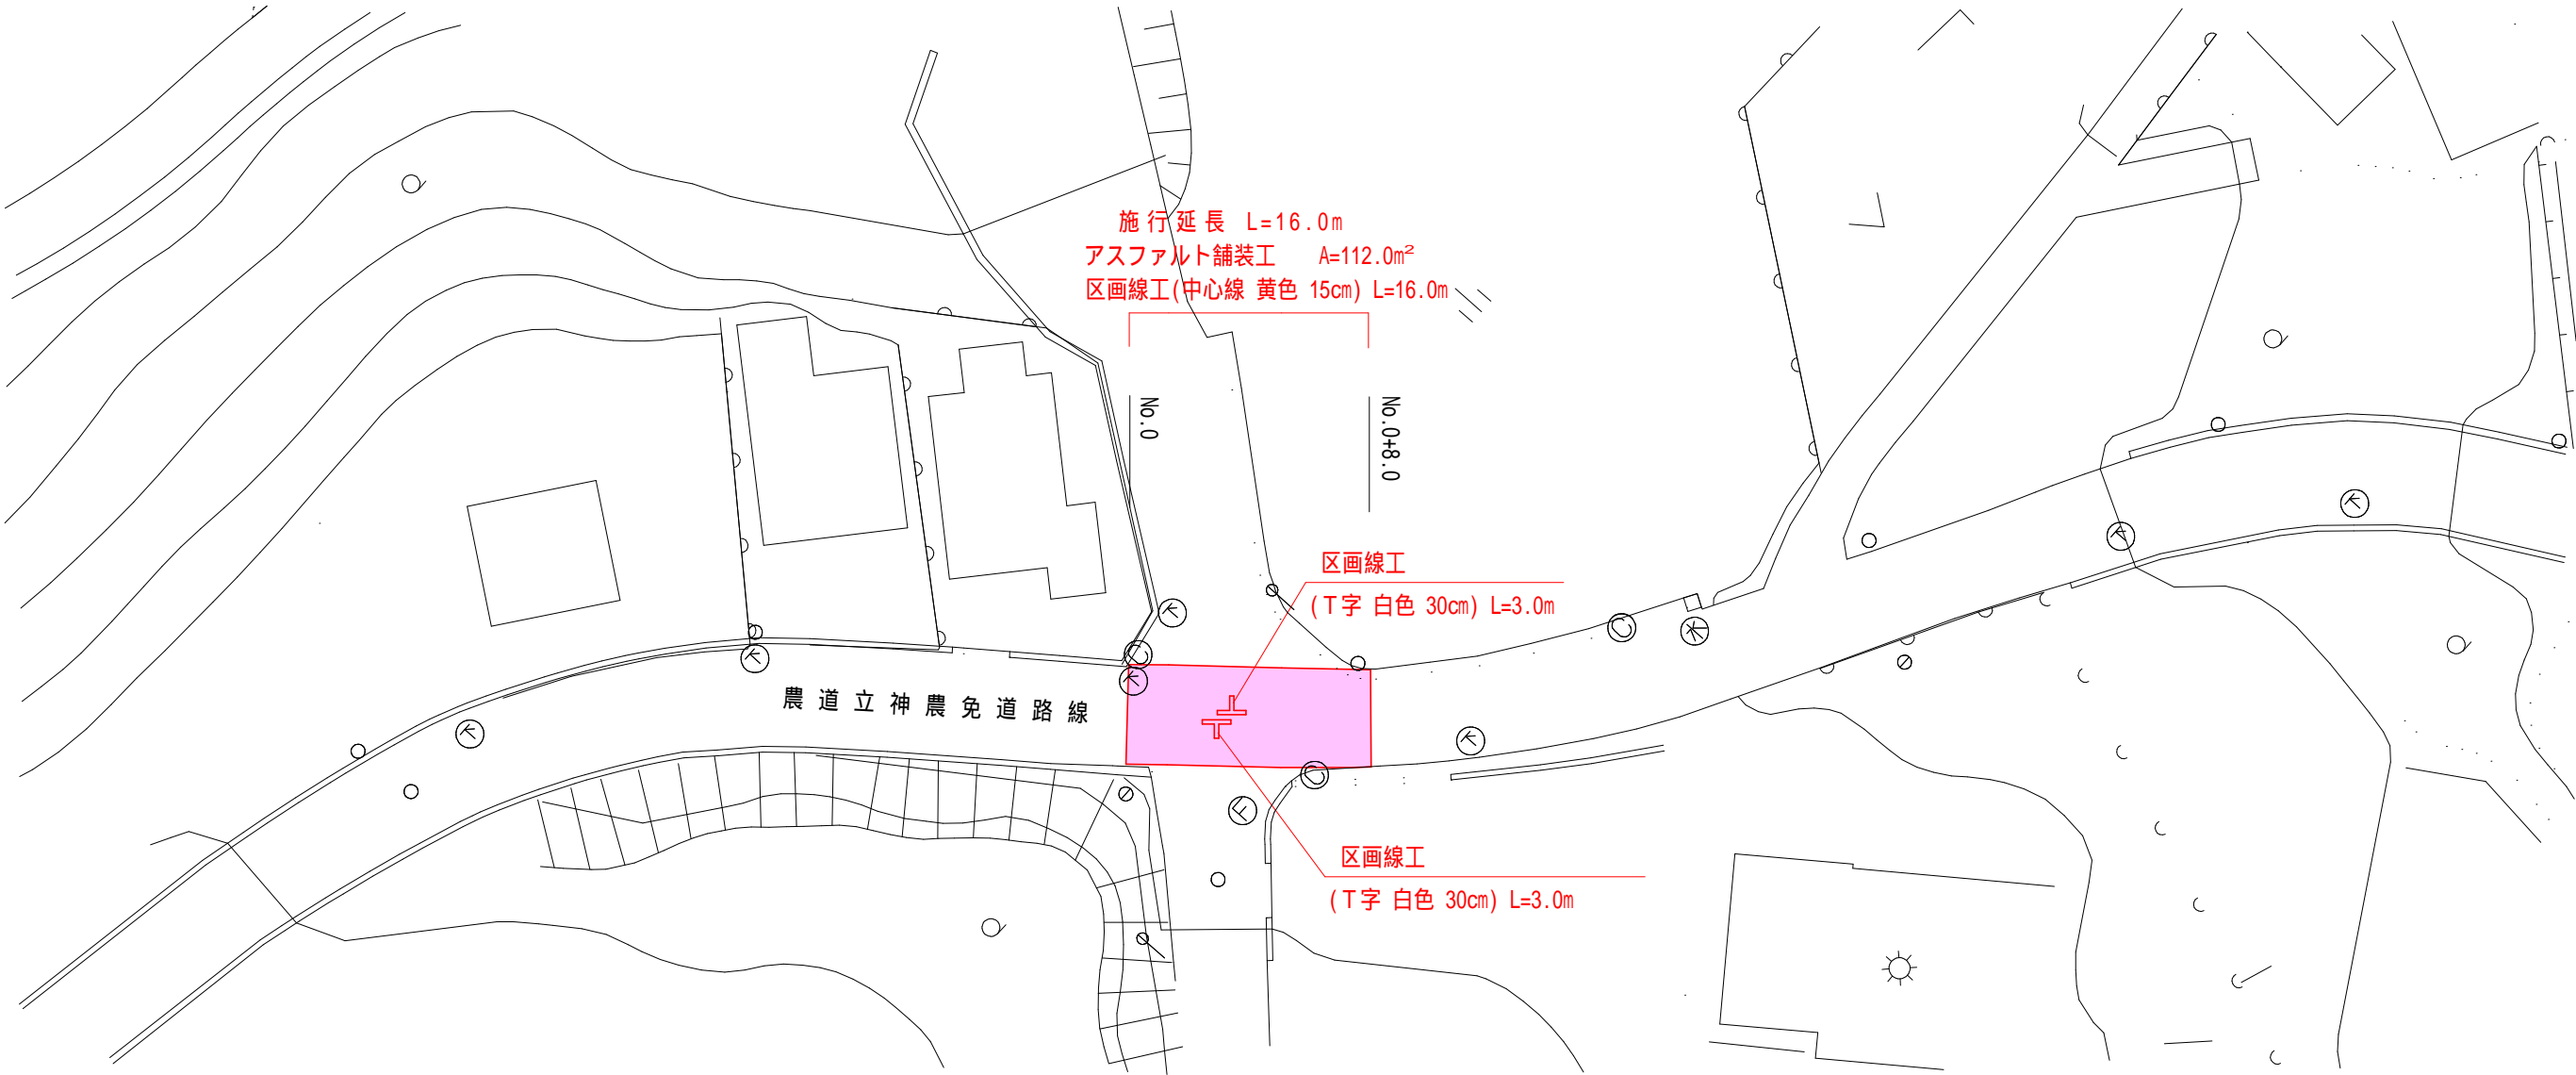 施行延長 L=16.0m
アスファルト舗装工 A=112.0m²
区画線工(中心線 黄色 15cm) L=16.0m
No.0
No.0+8.0
区画線工
(T字 白色 30cm) L=3.0m
農道立神農免道路線
区画線工
(T字 白色 30cm) L=3.0m